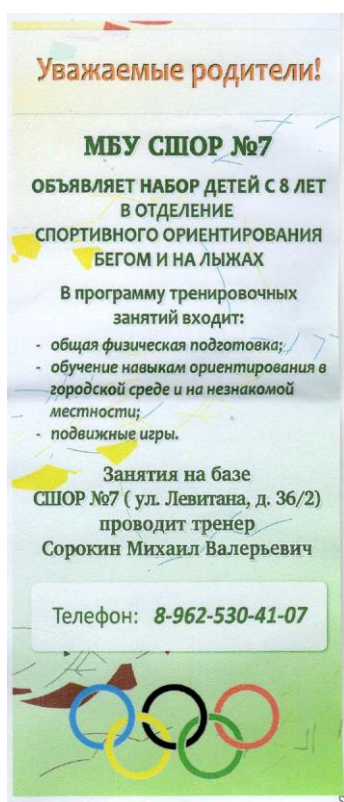 Уважаемые родители!
МБУ СШОР №7
ОБЪЯВЛЯЕТ НАБОР ДЕТЕЙ С 8 ЛЕТ
В ОТДЕЛЕНИЕ
СПОРТИВНОГО ОРИЕНТИРОВАНИЯ
БЕГОМ И НА ЛЫЖАХ
В программу тренировочных
занятий входит:
- общая физическая подготовка;
- обучение навыкам ориентирования в
городской среде и на незнакомой
местности;
- подвижные игры.
Занятия на базе
СШОР №7 ( ул. Левитана, д. 36/2)
проводит тренер
Сорокин Михаил Валерьевич
Телефон: 8-962-530-41-07